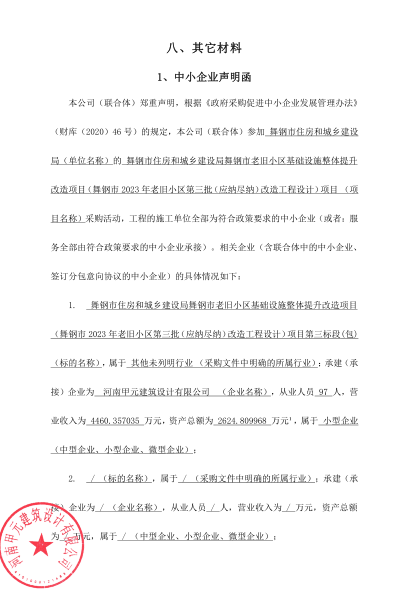 八、其它材料
1、中小企业声明函
本公司（联合体）郑重声明，根据《政府采购促进中小企业发展管理办法》
（财库（2020）46 号）的规定，本公司（联合体）参加 舞钢市住房和城乡建设
局（单位名称）的 舞钢市住房和城乡建设局舞钢市老旧小区基础设施整体提升
改造项目（舞钢市 2023 年老旧小区第三批（应纳尽纳）改造工程设计）项目 （项
目名称）采购活动，工程的施工单位全部为符合政策要求的中小企业（或者：服
务全部由符合政策要求的中小企业承接）。相关企业（含联合体中的中小企业、
签订分包意向协议的中小企业）的具体情况如下：
1. 舞钢市住房和城乡建设局舞钢市老旧小区基础设施整体提升改造项目
（舞钢市 2023 年老旧小区第三批（应纳尽纳）改造工程设计）项目第三标段（包）
（标的名称），属于 其他未列明行业 （采购文件中明确的所属行业）；承建（承
接）企业为 河南甲元建筑设计有限公司 （企业名称），从业人员 97 人，营
业收入为 4460.357035 万元，资产总额为 2624.809968 万元¹，属于 小型企业
（中型企业、小型企业、微型企业）；
2. / （标的名称），属于 / （采购文件中明确的所属行业）；承建（承
接）企业为 / （企业名称），从业人员 / 人，营业收入为 / 万元，资产总额
为 / 万元，属于 / （中型企业、小型企业、微型企业）；
河南甲元建筑设计有限公司